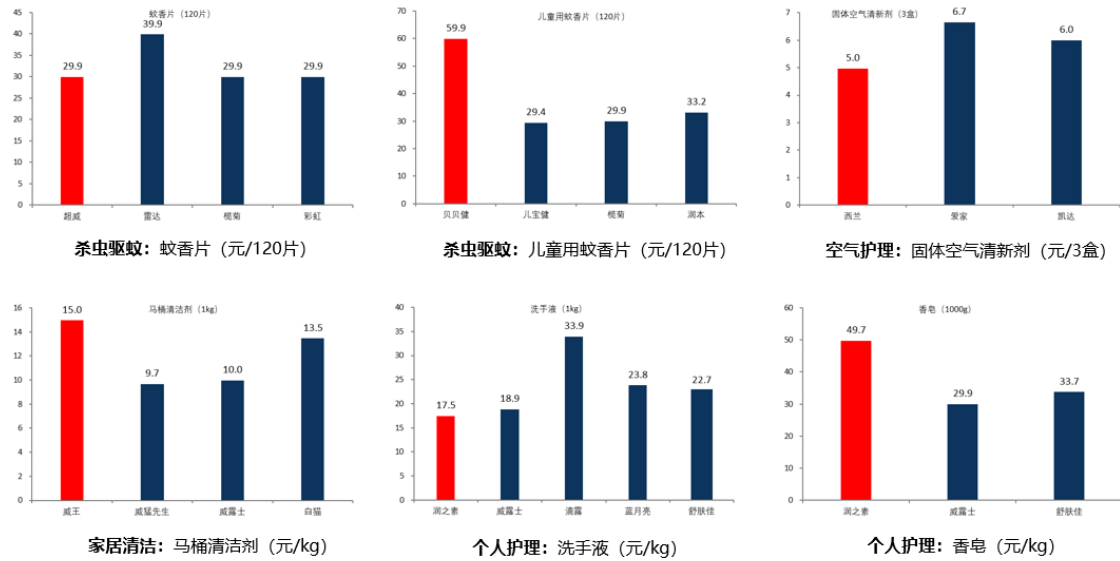 蚊香片（120片）
45
40
35
30
25
20
15
10
5
0
29.9
39.9
29.9
29.9
超威
雷达
榄菊
彩虹
杀虫驱蚊：蚊香片（元/120片）
儿童用蚊香片（120片）
70
60
50
40
30
20
10
0
59.9
29.4
29.9
33.2
贝贝健
儿宝健
榄菊
润本
杀虫驱蚊：儿童用蚊香片（元/120片）
固体空气清新剂（3盒）
7
6
5
4
3
2
1
0
5.0
6.7
6.0
西兰
爱家
凯达
空气护理：固体空气清新剂（元/3盒）
马桶清洁剂（1kg）
16
14
12
10
8
6
4
2
0
15.0
9.7
10.0
13.5
威王
威猛先生
威露士
白猫
家居清洁：马桶清洁剂（元/kg）
洗手液（1kg）
40
35
30
25
20
15
10
5
0
17.5
18.9
33.9
23.8
22.7
润之素
威露士
滴露
蓝月亮
舒肤佳
个人护理：洗手液（元/kg）
香皂（1000g）
60
50
40
30
20
10
0
49.7
29.9
33.7
润之素
威露士
舒肤佳
个人护理：香皂（元/kg）